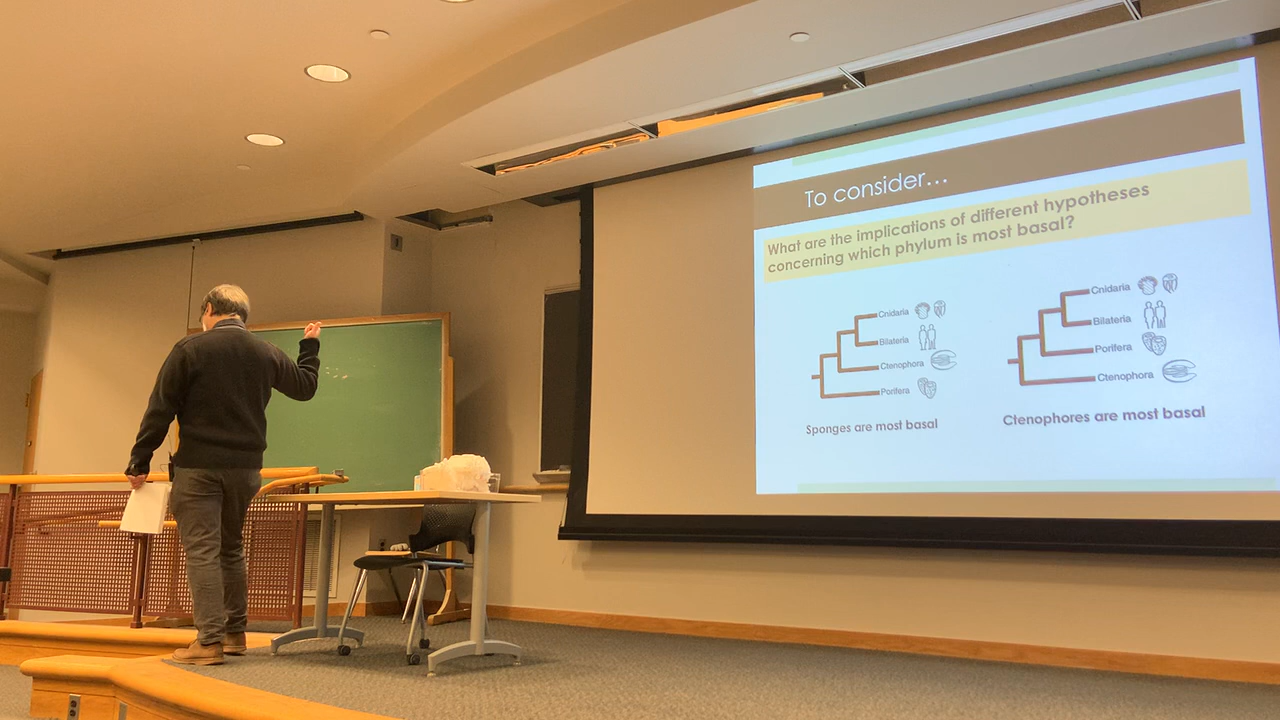 To consider...
What are the implications of different hypotheses
concerning which phylum is most basal?
Cnidaria
Bilateria
Ctenophora
Porifera
Sponges are most basal
Cnidaria
Bilateria
Porifera
Ctenophora
Ctenophores are most basal